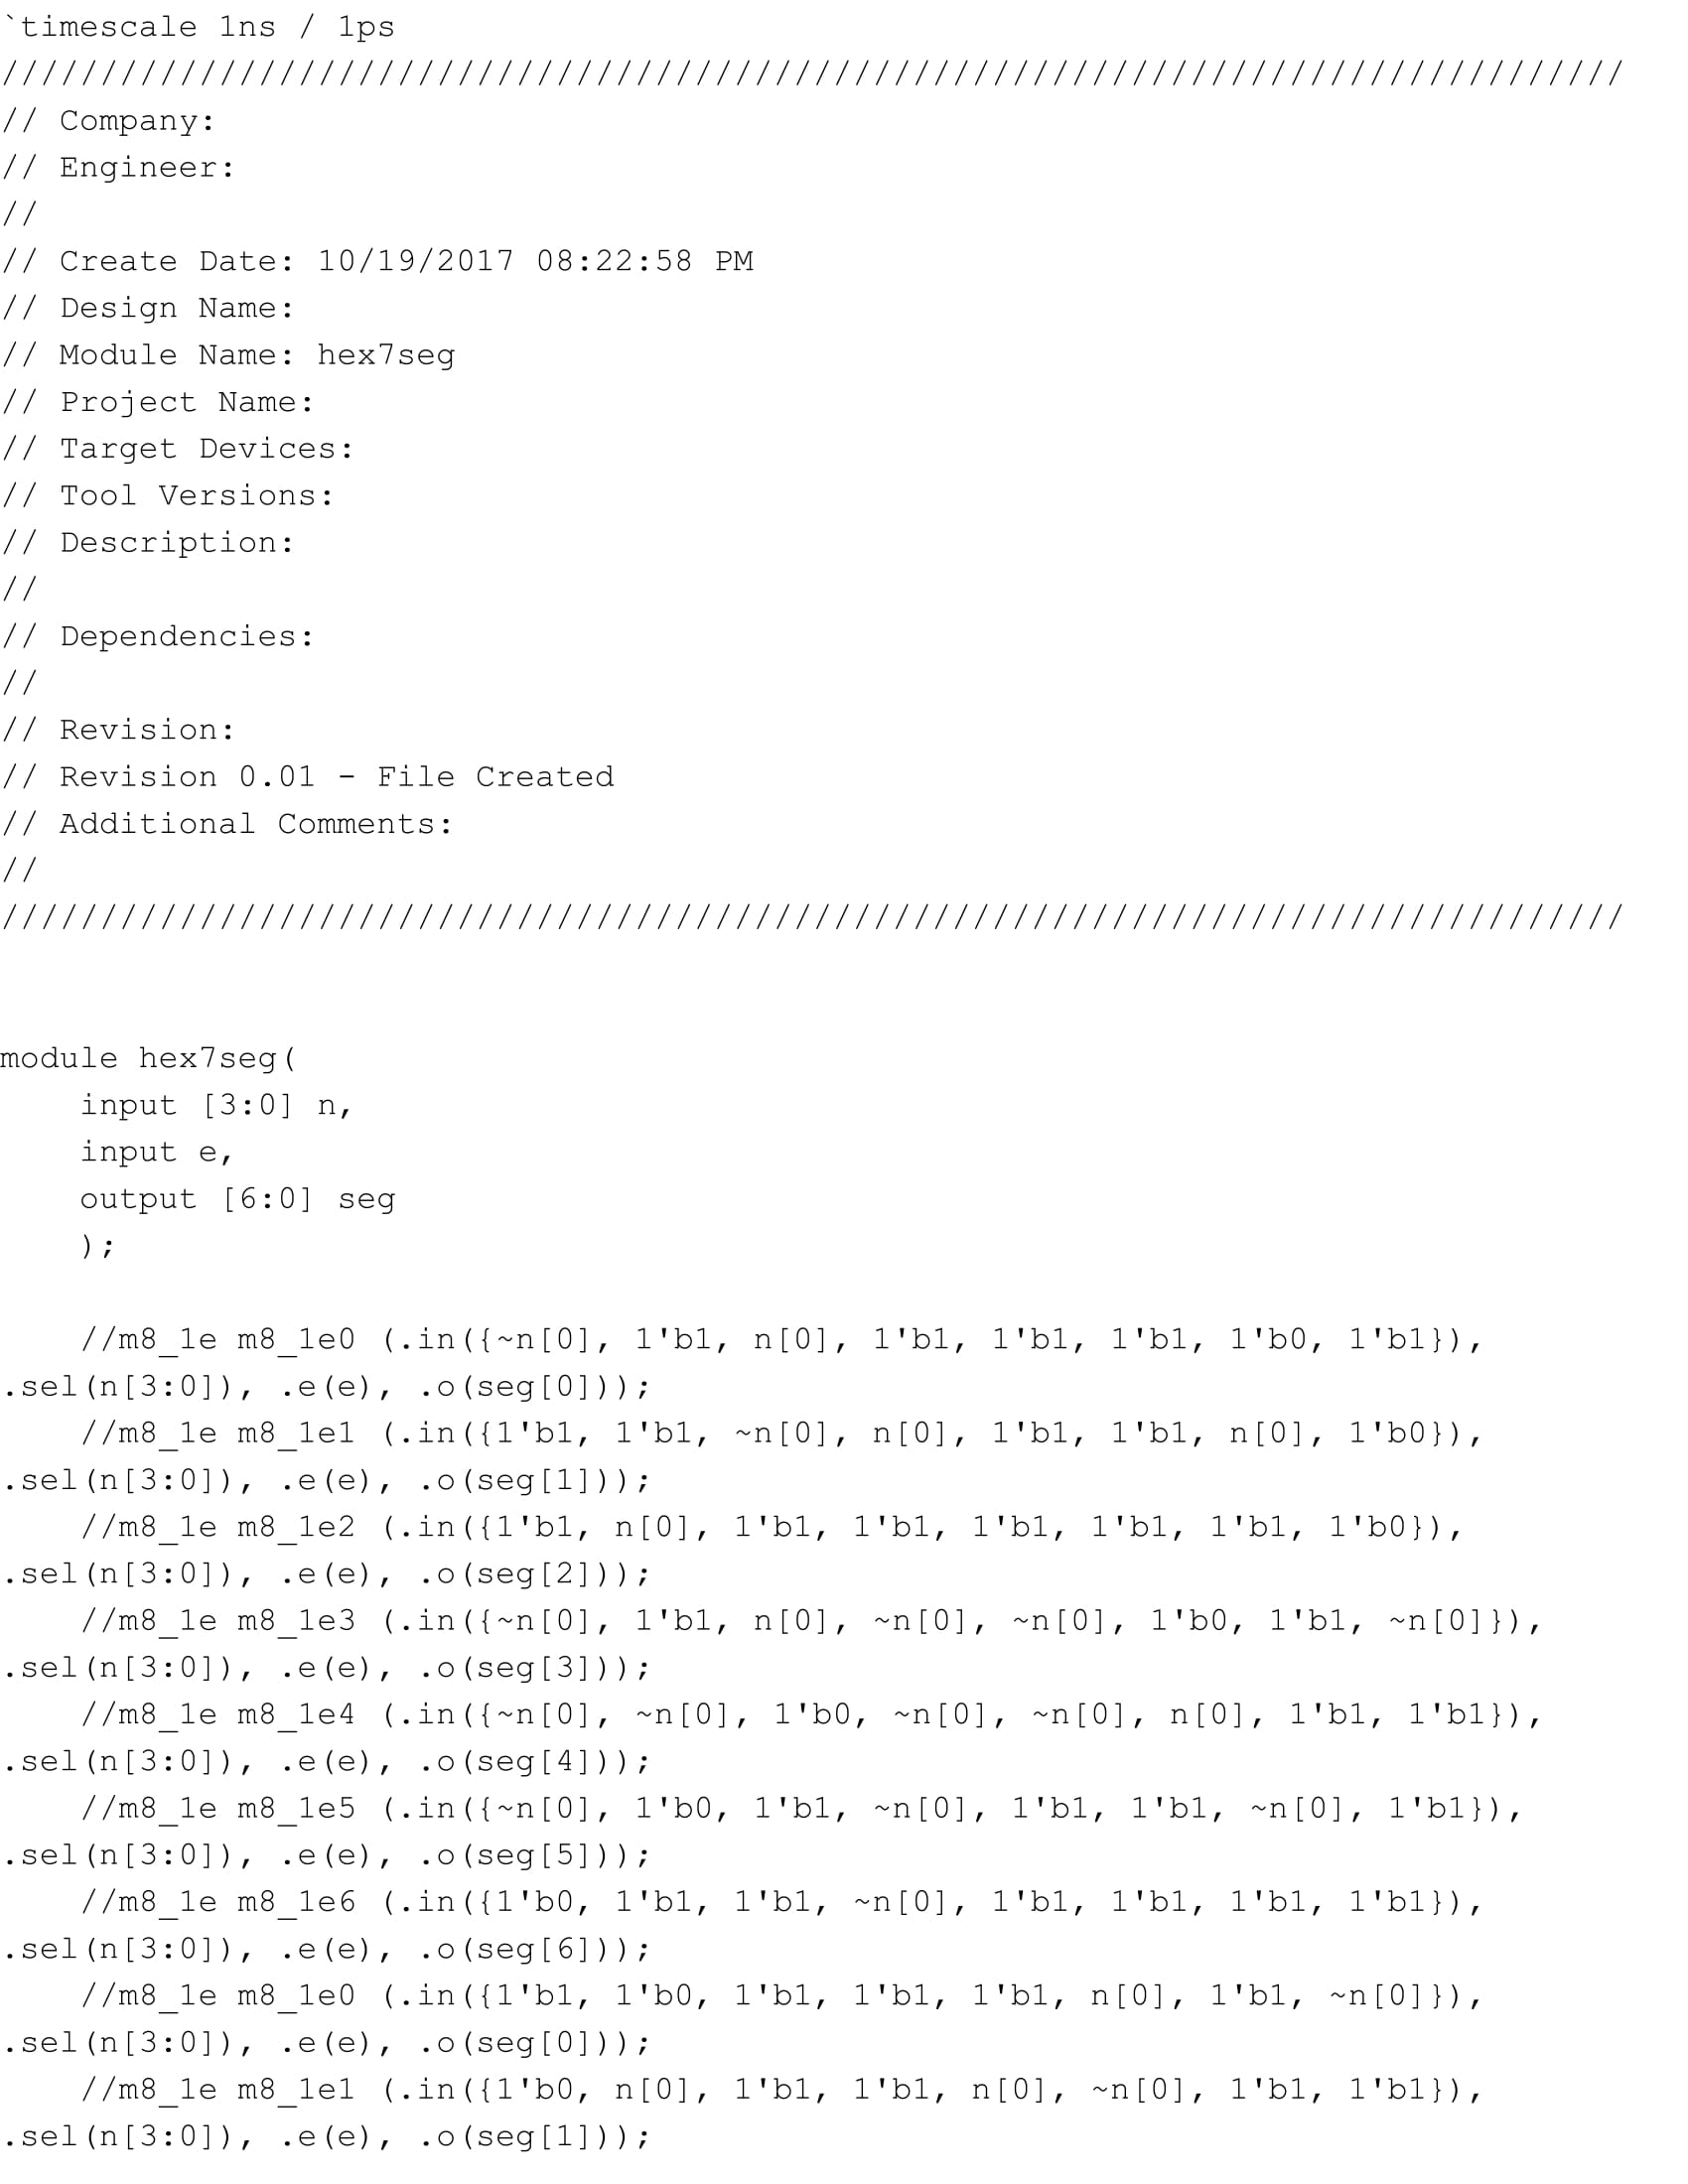 `timescale 1ns / 1ps
//////////////////////////////////////////////////////////////////////////////////
// Company:
// Engineer:
//
// Create Date: 10/19/2017 08:22:58 PM
// Design Name:
// Module Name: hex7seg
// Project Name:
// Target Devices:
// Tool Versions:
// Description:
//
// Dependencies:
//
// Revision:
// Revision 0.01 - File Created
// Additional Comments:
//
//////////////////////////////////////////////////////////////////////////////////
module hex7seg(
    input [3:0] n,
    input e,
    output [6:0] seg
    );
    //m8_1e m8_1e0 (.in({~n[0], 1'b1, n[0], 1'b1, 1'b1, 1'b1, 1'b0, 1'b1}),
.sel(n[3:0]), .e(e), .o(seg[0]));
    //m8_1e m8_1e1 (.in({1'b1, 1'b1, ~n[0], n[0], 1'b1, 1'b1, n[0], 1'b0}),
.sel(n[3:0]), .e(e), .o(seg[1]));
    //m8_1e m8_1e2 (.in({1'b1, n[0], 1'b1, 1'b1, 1'b1, 1'b1, 1'b1, 1'b0}),
.sel(n[3:0]), .e(e), .o(seg[2]));
    //m8_1e m8_1e3 (.in({~n[0], 1'b1, n[0], ~n[0], ~n[0], 1'b0, 1'b1, ~n[0]}),
.sel(n[3:0]), .e(e), .o(seg[3]));
    //m8_1e m8_1e4 (.in({~n[0], ~n[0], 1'b0, ~n[0], ~n[0], n[0], 1'b1, 1'b1}),
.sel(n[3:0]), .e(e), .o(seg[4]));
    //m8_1e m8_1e5 (.in({~n[0], 1'b0, 1'b1, ~n[0], 1'b1, 1'b1, ~n[0], 1'b1}),
.sel(n[3:0]), .e(e), .o(seg[5]));
    //m8_1e m8_1e6 (.in({1'b0, 1'b1, 1'b1, ~n[0], 1'b1, 1'b1, 1'b1, 1'b1}),
.sel(n[3:0]), .e(e), .o(seg[6]));
    //m8_1e m8_1e0 (.in({1'b1, 1'b0, 1'b1, 1'b1, 1'b1, n[0], 1'b1, ~n[0]}),
.sel(n[3:0]), .e(e), .o(seg[0]));
    //m8_1e m8_1e1 (.in({1'b0, n[0], 1'b1, 1'b1, n[0], ~n[0], 1'b1, 1'b1}),
.sel(n[3:0]), .e(e), .o(seg[1]));